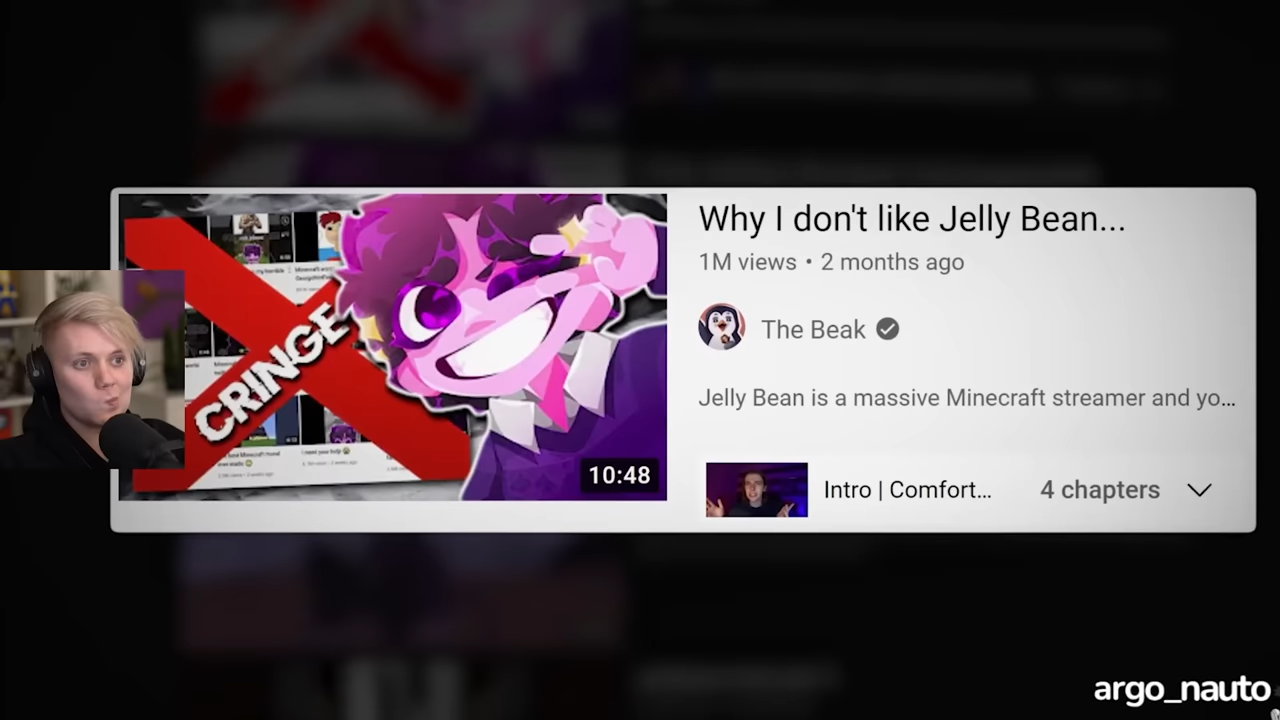 Why I don't like Jelly Bean...
1M views • 2 months ago
The Beak
Jelly Bean is a massive Minecraft streamer and yo...
Intro | Comfort...
4 chapters
CRINGE
10:48
argo_nauto